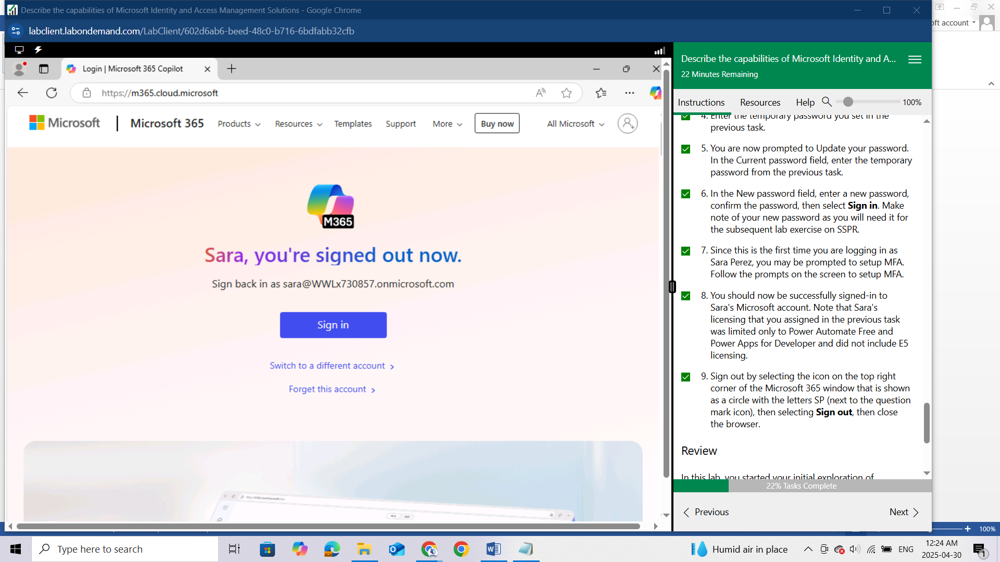 Describe the capabilities of Microsoft Identity and Access Management Solutions - Google Chrome
labclient.labondemand.com/LabClient/602d6ab6-beed-48c0-b716-6bdfabb32cfb
oft account
Login | Microsoft 365 Copilot
https://m365.cloud.microsoft
Microsoft | Microsoft 365 Products Resources Templates Support More Buy now All Microsoft
M365
Sara, you're signed out now.
Sign back in as sara@WWLx730857.onmicrosoft.com
Sign in
Switch to a different account
Forget this account
Describe the capabilities of Microsoft Identity and A...
22 Minutes Remaining
Instructions Resources Help 100%
4. Enter the temporary password you set in the
previous task.
5. You are now prompted to Update your password.
In the Current password field, enter the temporary
password from the previous task.
6. In the New password field, enter a new password,
confirm the password, then select Sign in. Make
note of your new password as you will need it for
the subsequent lab exercise on SSPR.
7. Since this is the first time you are logging in as
Sara Perez, you may be prompted to setup MFA.
Follow the prompts on the screen to setup MFA.
8. You should now be successfully signed-in to
Sara's Microsoft account. Note that Sara's
licensing that you assigned in the previous task
was limited only to Power Automate Free and
Power Apps for Developer and did not include E5
licensing.
9. Sign out by selecting the icon on the top right
corner of the Microsoft 365 window that is shown
as a circle with the letters SP (next to the question
mark icon), then selecting Sign out, then close
the browser.
Review
In this lab, you started your initial exploration of
22% Tasks Complete
Previous Next
100%
Type here to search
Humid air in place
ENG
12:24 AM
2025-04-30
1